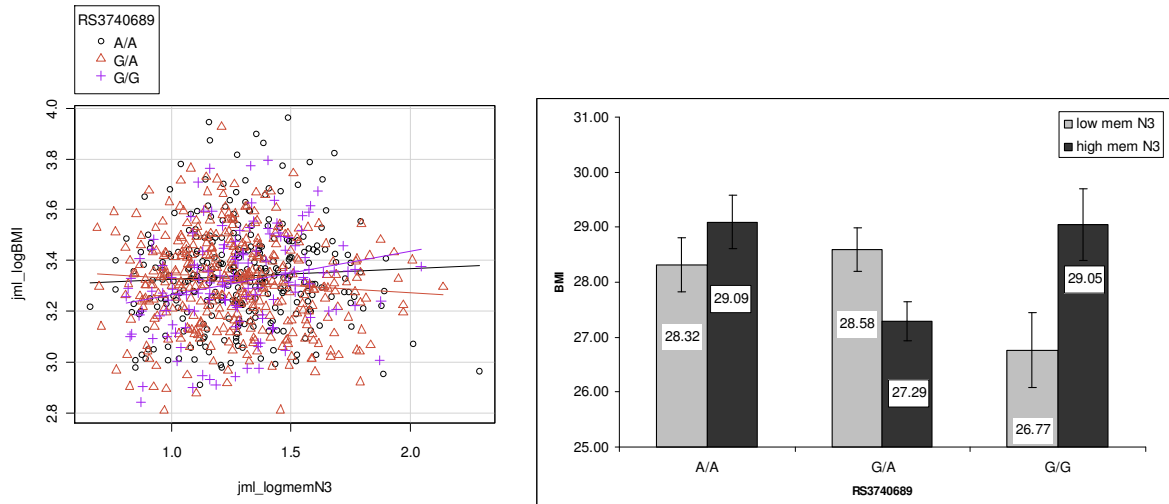 RS3740689
A/A
G/A
G/G
4.0
3.8
3.6
3.4
3.2
3.0
2.8
jml_logBMI
1.0 1.5 2.0
jml_logmemN3
low mem N3
high mem N3
31.00
30.00
29.00
28.00
27.00
26.00
25.00
BMI
28.32
29.09
28.58
27.29
26.77
29.05
A/A G/A G/G
RS3740689